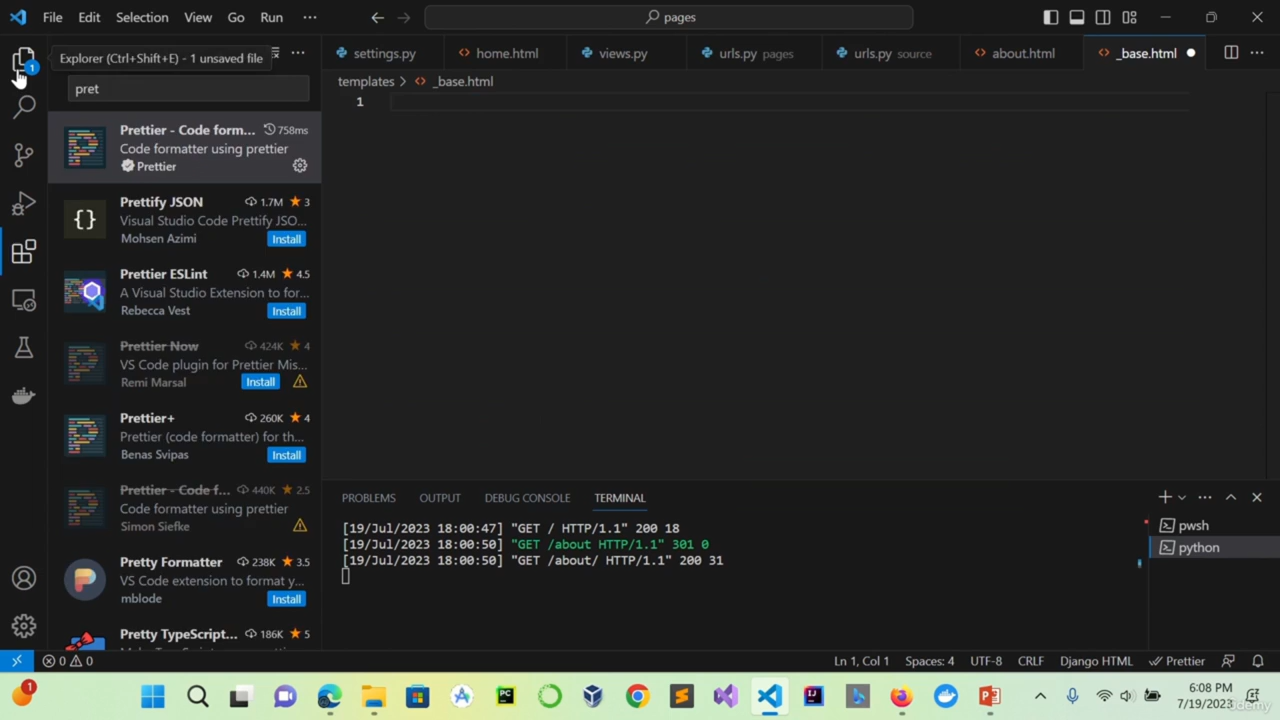 File Edit Selection View Go Run ···
pages
Explorer (Ctrl+Shift+E) - 1 unsaved file
1
pret
settings.py
home.html
views.py
urls.py pages
urls.py source
about.html
_base.html
templates > _base.html
1
Prettier - Code form... 758ms
Code formatter using prettier
Prettier
Prettify JSON 1.7M 3
Visual Studio Code Prettify JSO...
Mohsen Azimi Install
Prettier ESLint 1.4M 4.5
A Visual Studio Extension to for...
Rebecca Vest Install
Prettier Now 424K 4
VS Code plugin for Prettier Mis...
Remi Marsal Install
Prettier+ 260K 4
Prettier (code formatter) for th...
Benas Svipas Install
Prettier - Code f... 440K 2.5
Code formatter using prettier
Simon Siefke
Pretty Formatter 238K 3.5
VS Code extension to format y...
mblode Install
Pretty TypeScript... 186K 5
PROBLEMS OUTPUT DEBUG CONSOLE TERMINAL
[19/Jul/2023 18:00:47] "GET / HTTP/1.1" 200 18
[19/Jul/2023 18:00:50] "GET /about HTTP/1.1" 301 0
[19/Jul/2023 18:00:50] "GET /about/ HTTP/1.1" 200 31
pwsh
python
0 0 Ln 1, Col 1 Spaces: 4 UTF-8 CRLF Django HTML Prettier
1
PC
6:08 PM
7/19/2023
Udemy